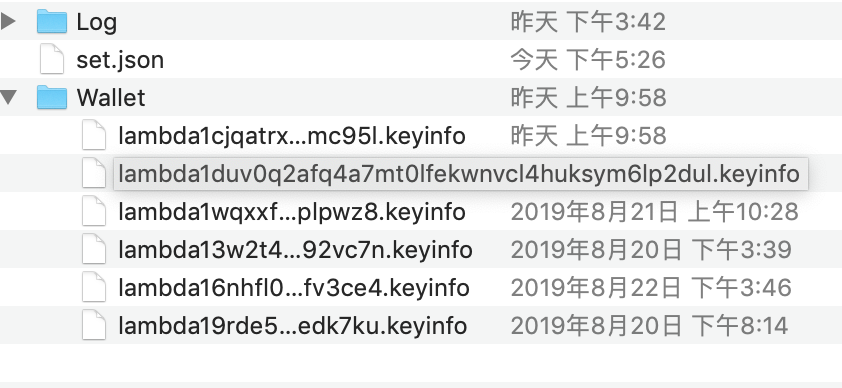 Log 昨天 下午3:42
set.json 今天 下午5:26
Wallet 昨天 上午9:58
lambda1cjqatrx...mc95l.keyinfo 昨天 上午9:58
lambda1duv0q2afq4a7mt0lfekwnvcl4huksym6lp2dul.keyinfo
lambda1wqxxf...plpwz8.keyinfo 2019年8月21日 上午10:28
lambda13w2t4...92vc7n.keyinfo 2019年8月20日 下午3:39
lambda16nhfl0...fv3ce4.keyinfo 2019年8月22日 下午3:46
lambda19rde5...edk7ku.keyinfo 2019年8月20日 下午8:14